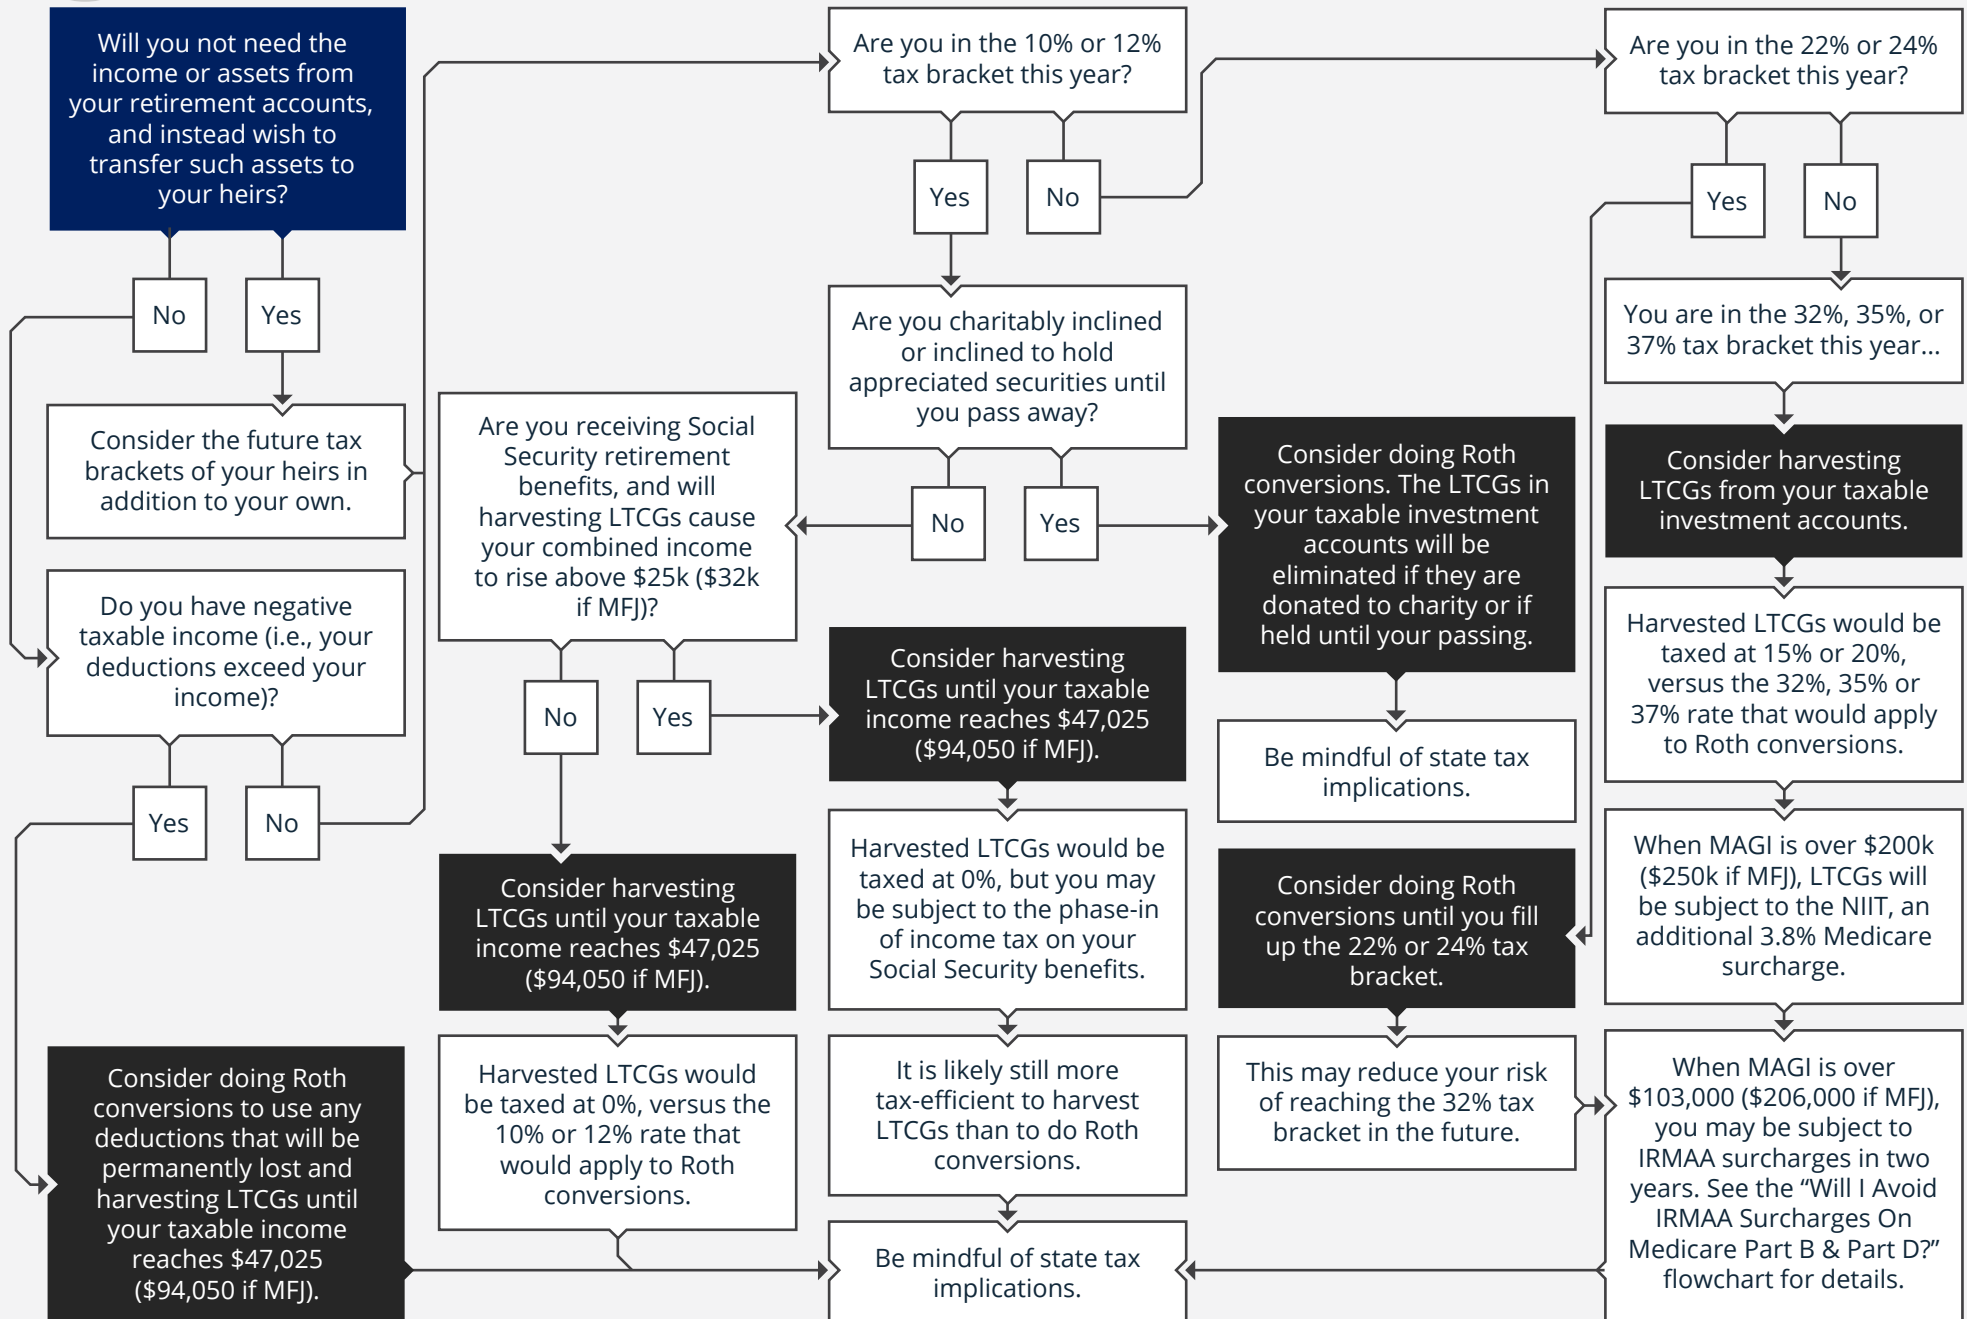 Will you not need the
income or assets from
your retirement accounts,
and instead wish to
transfer such assets to
your heirs?
No
Yes
Consider the future tax
brackets of your heirs in
addition to your own.
Do you have negative
taxable income (i.e., your
deductions exceed your
income)?
Yes
No
Consider doing Roth
conversions to use any
deductions that will be
permanently lost and
harvesting LTCGs until
your taxable income
reaches $47,025
($94,050 if MFJ).
Are you in the 10% or 12%
tax bracket this year?
Yes
No
Are you charitably inclined
or inclined to hold
appreciated securities until
you pass away?
No
Yes
Are you receiving Social
Security retirement
benefits, and will
harvesting LTCGs cause
your combined income
to rise above $25k ($32k
if MFJ)?
No
Yes
Consider harvesting
LTCGs until your taxable
income reaches $47,025
($94,050 if MFJ).
Harvested LTCGs would
be taxed at 0%, versus the
10% or 12% rate that
would apply to Roth
conversions.
Consider harvesting
LTCGs until your taxable
income reaches $47,025
($94,050 if MFJ).
Harvested LTCGs would be
taxed at 0%, but you may
be subject to the phase-in
of income tax on your
Social Security benefits.
It is likely still more
tax-efficient to harvest
LTCGs than to do Roth
conversions.
Be mindful of state tax
implications.
Consider doing Roth
conversions. The LTCGs in
your taxable investment
accounts will be
eliminated if they are
donated to charity or if
held until your passing.
Be mindful of state tax
implications.
Consider doing Roth
conversions until you fill
up the 22% or 24% tax
bracket.
This may reduce your risk
of reaching the 32% tax
bracket in the future.
Are you in the 22% or 24%
tax bracket this year?
Yes
No
You are in the 32%, 35%, or
37% tax bracket this year...
Consider harvesting
LTCGs from your taxable
investment accounts.
Harvested LTCGs would be
taxed at 15% or 20%,
versus the 32%, 35% or
37% rate that would apply
to Roth conversions.
When MAGI is over $200k
($250k if MFJ), LTCGs will
be subject to the NIIT, an
additional 3.8% Medicare
surcharge.
When MAGI is over
$103,000 ($206,000 if MFJ),
you may be subject to
IRMAA surcharges in two
years. See the “Will I Avoid
IRMAA Surcharges On
Medicare Part B & Part D?”
flowchart for details.